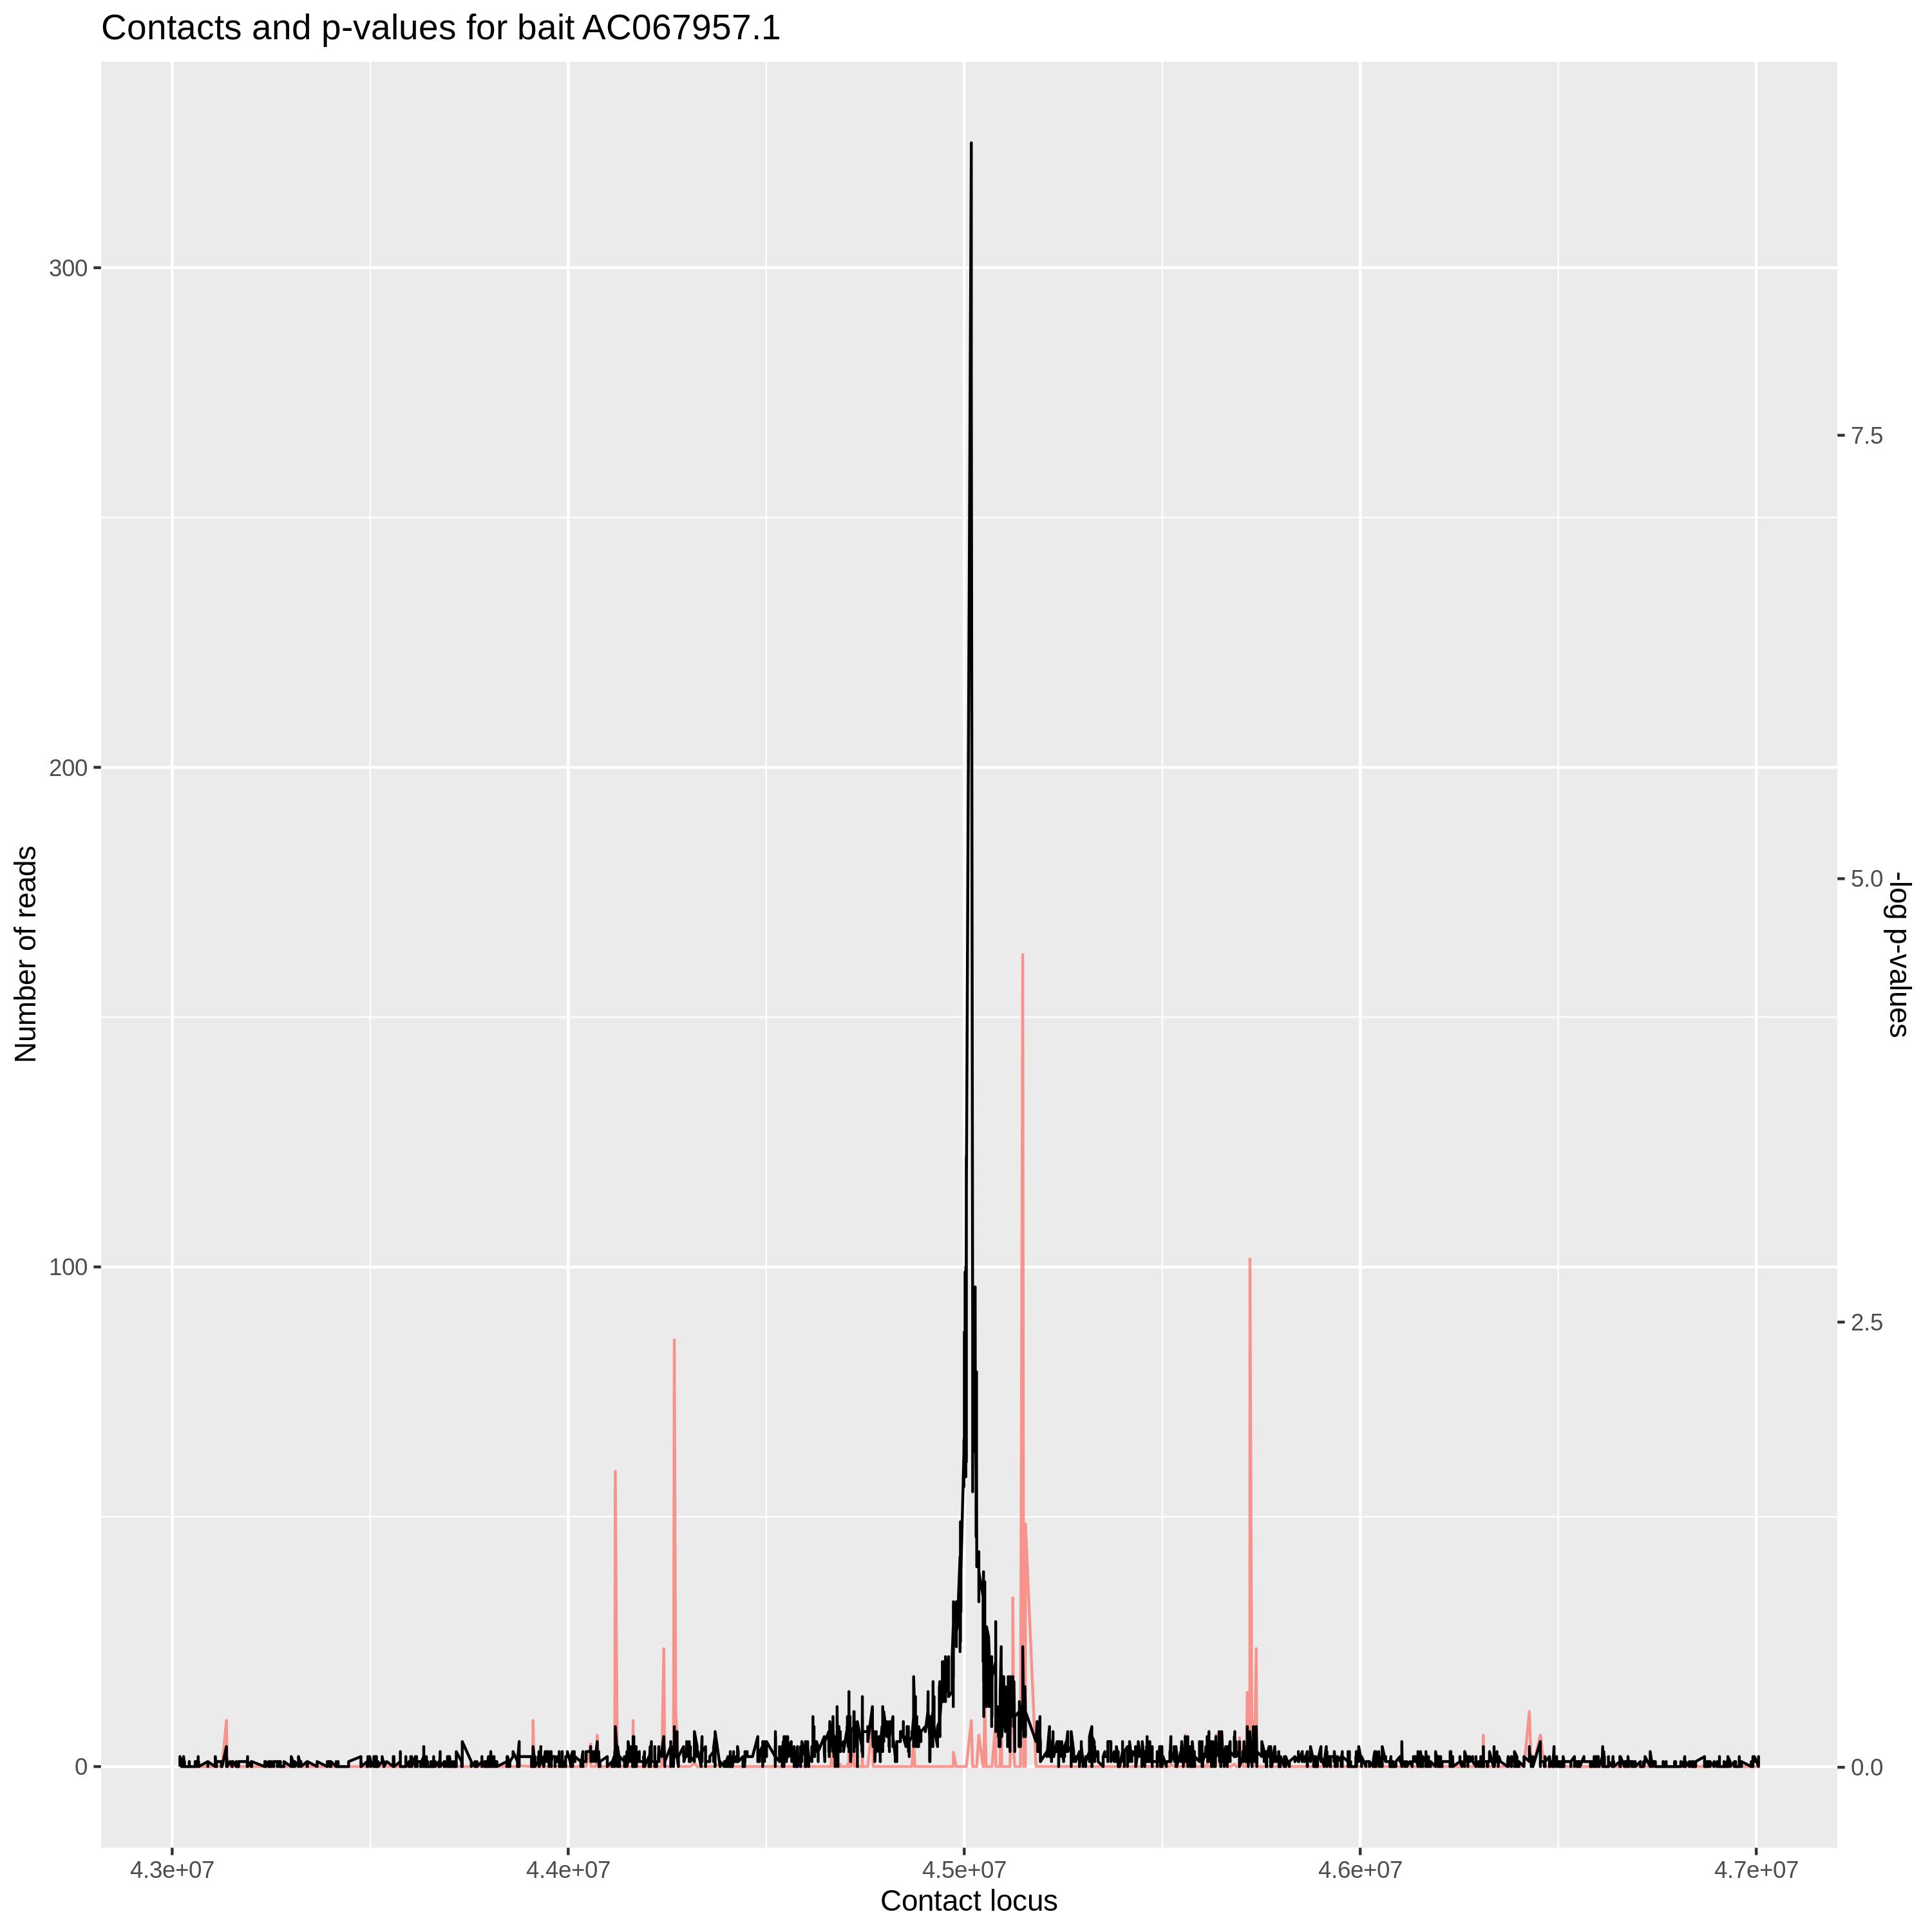 Contacts and p-values for bait AC067957.1
300
200
100
0
Number of reads
7.5
5.0
2.5
0.0
-log p-values
4.3e+07
4.4e+07
4.5e+07
4.6e+07
4.7e+07
Contact locus